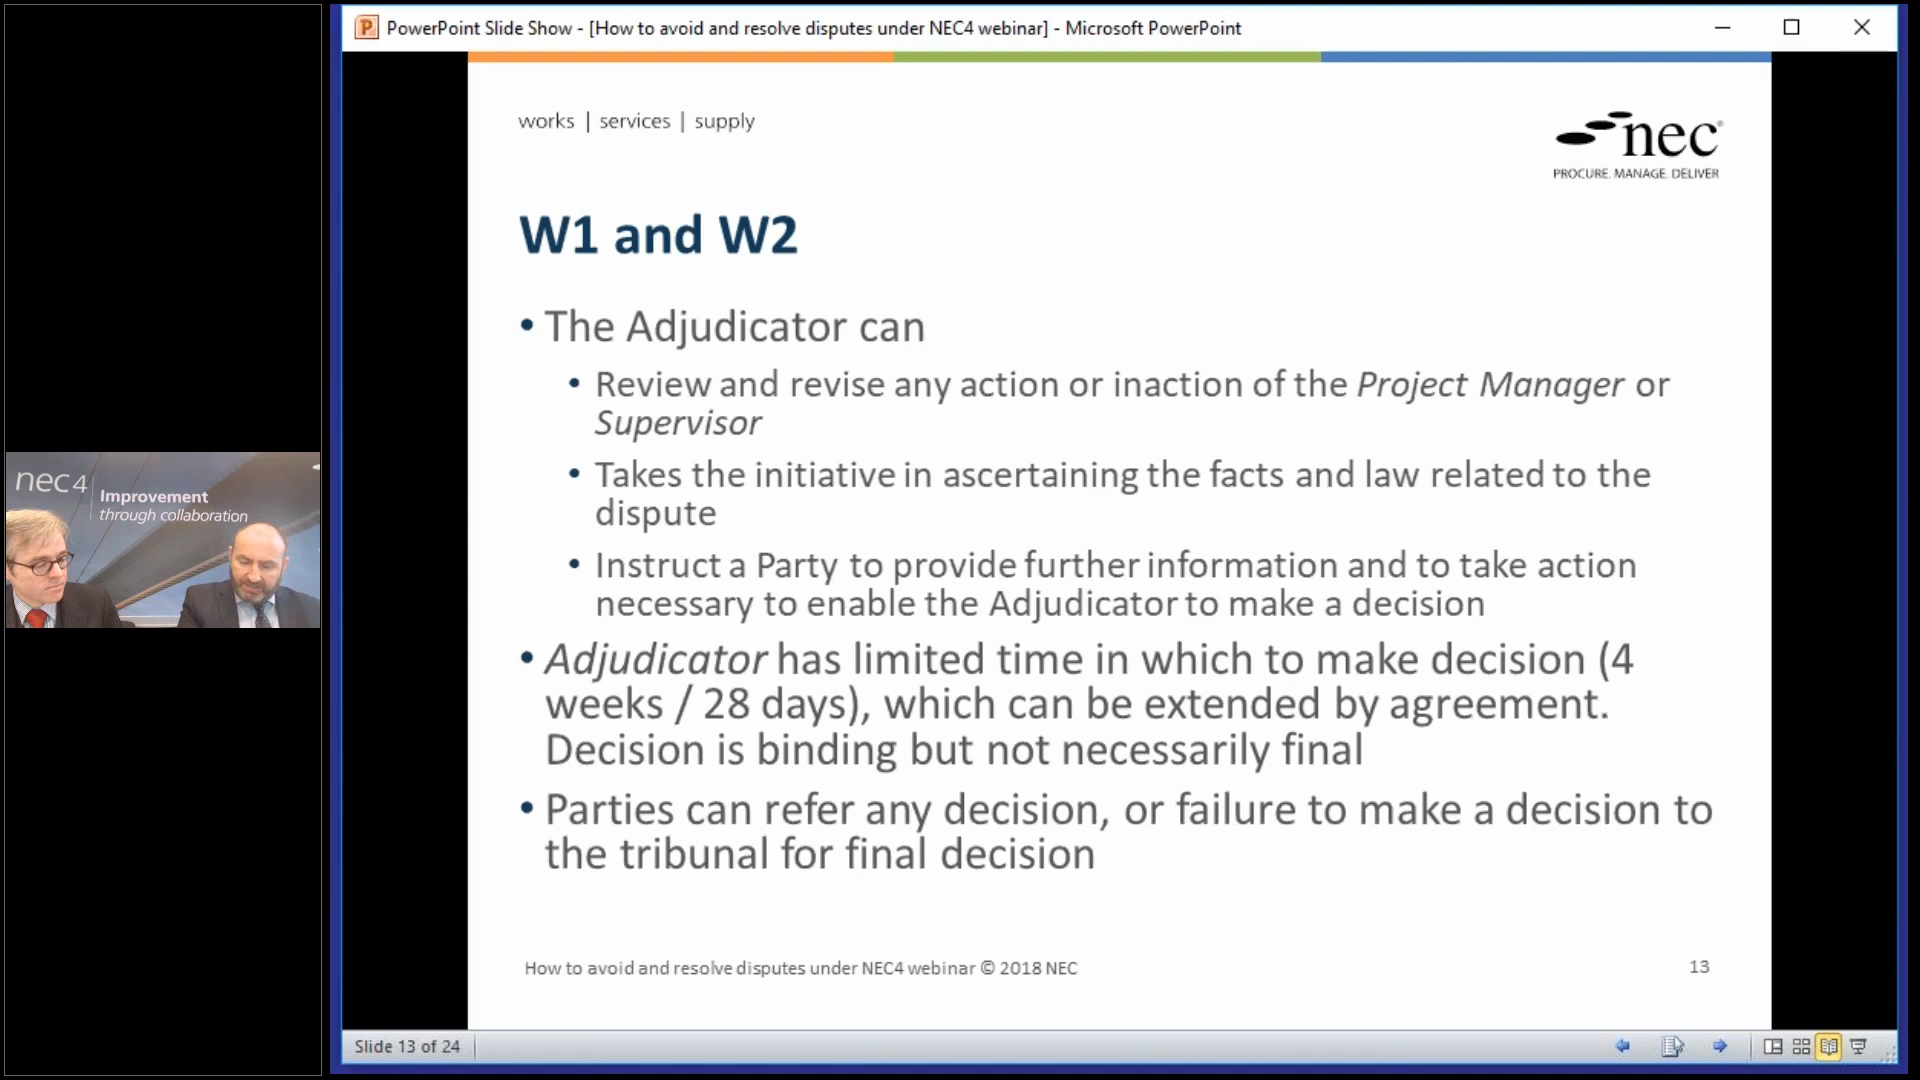 PowerPoint Slide Show - [How to avoid and resolve disputes under NEC4 webinar] - Microsoft PowerPoint
works | services | supply
nec®
PROCURE. MANAGE. DELIVER
W1 and W2
• The Adjudicator can
• Review and revise any action or inaction of the Project Manager or
Supervisor
• Takes the initiative in ascertaining the facts and law related to the
dispute
• Instruct a Party to provide further information and to take action
necessary to enable the Adjudicator to make a decision
• Adjudicator has limited time in which to make decision (4
weeks / 28 days), which can be extended by agreement.
Decision is binding but not necessarily final
• Parties can refer any decision, or failure to make a decision to
the tribunal for final decision
How to avoid and resolve disputes under NEC4 webinar © 2018 NEC
13
Slide 13 of 24
nec4
Improvement
through collaboration